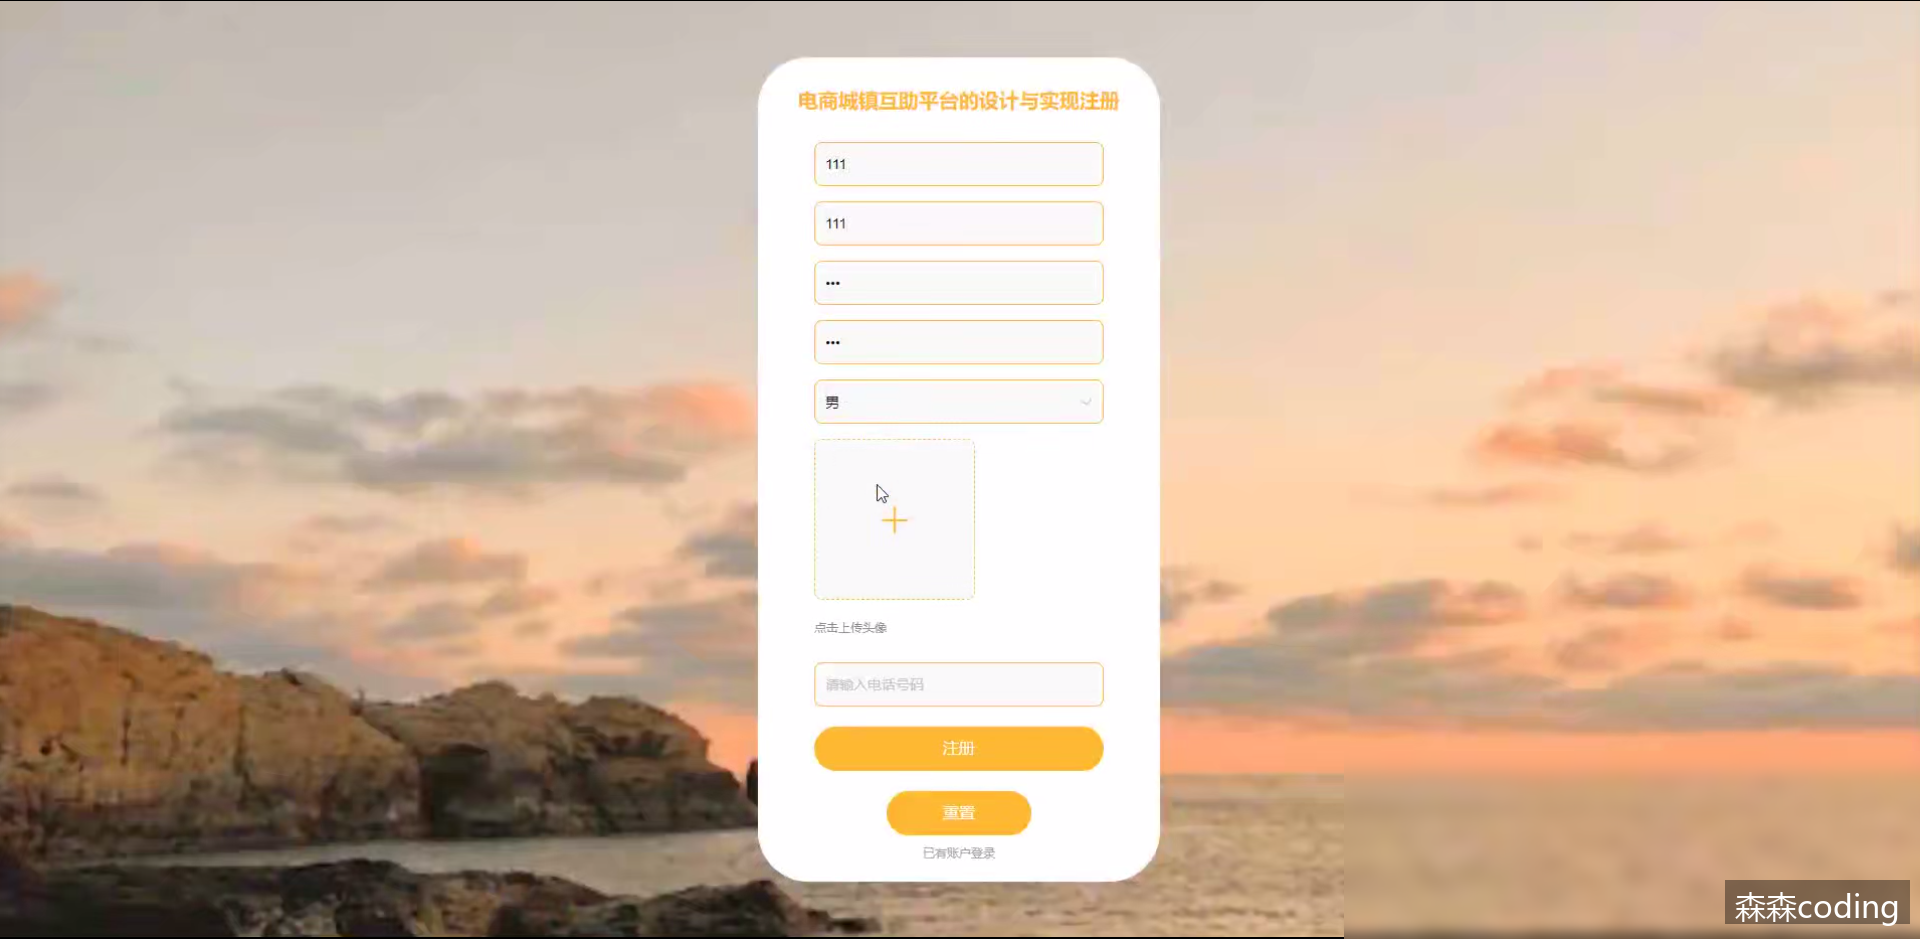 电商城镇互助平台的设计与实现注册
111
111
•••
•••
男
点击上传头像
请输入电话号码
注册
重置
已有账户登录
森森coding